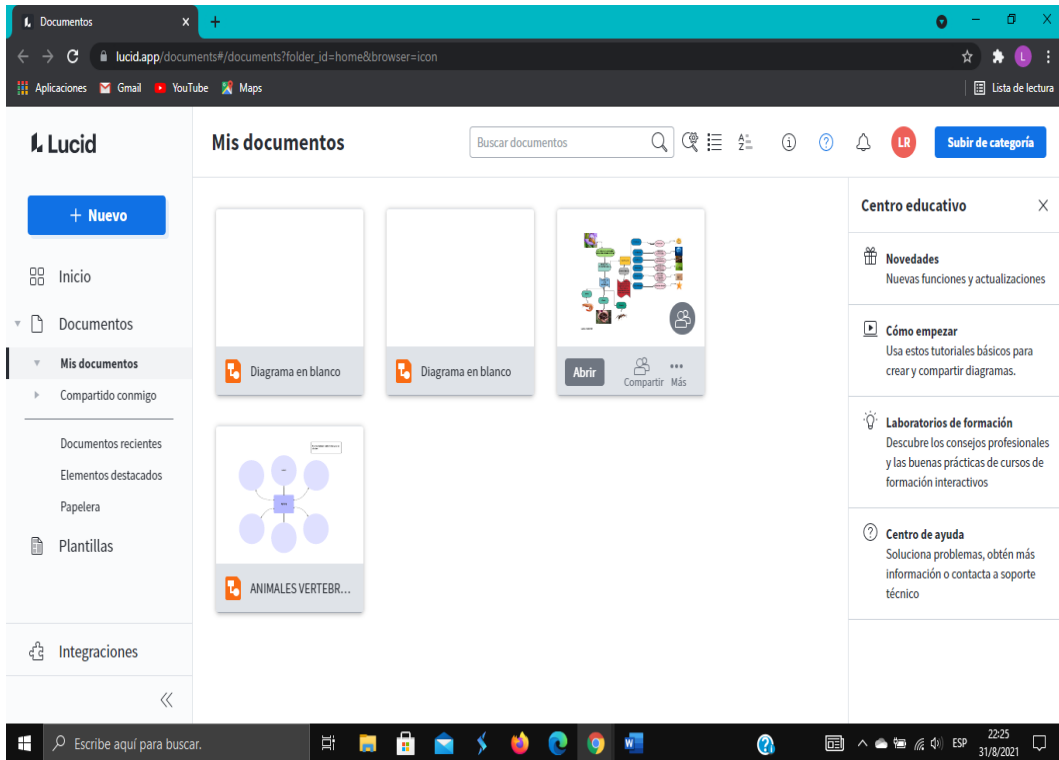 Documentos
lucid.app/documents#/documents?folder_id=home&browser=icon
L
Aplicaciones Gmail YouTube Maps Lista de lectura
Lucid
Mis documentos
Buscar documentos
LR
Subir de categoría
+ Nuevo
Inicio
Documentos
Mis documentos
Compartido conmigo
Documentos recientes
Elementos destacados
Papelera
Plantillas
Integraciones
Diagrama en blanco
Diagrama en blanco
Abrir
Compartir Más
ANIMALES VERTEBR...
Centro educativo
Novedades
Nuevas funciones y actualizaciones
Cómo empezar
Usa estos tutoriales básicos para
crear y compartir diagramas.
Laboratorios de formación
Descubre los consejos profesionales
y las buenas prácticas de cursos de
formación interactivos
Centro de ayuda
Soluciona problemas, obtén más
información o contacta a soporte
técnico
Escribe aquí para buscar.
ESP
22:25
31/8/2021